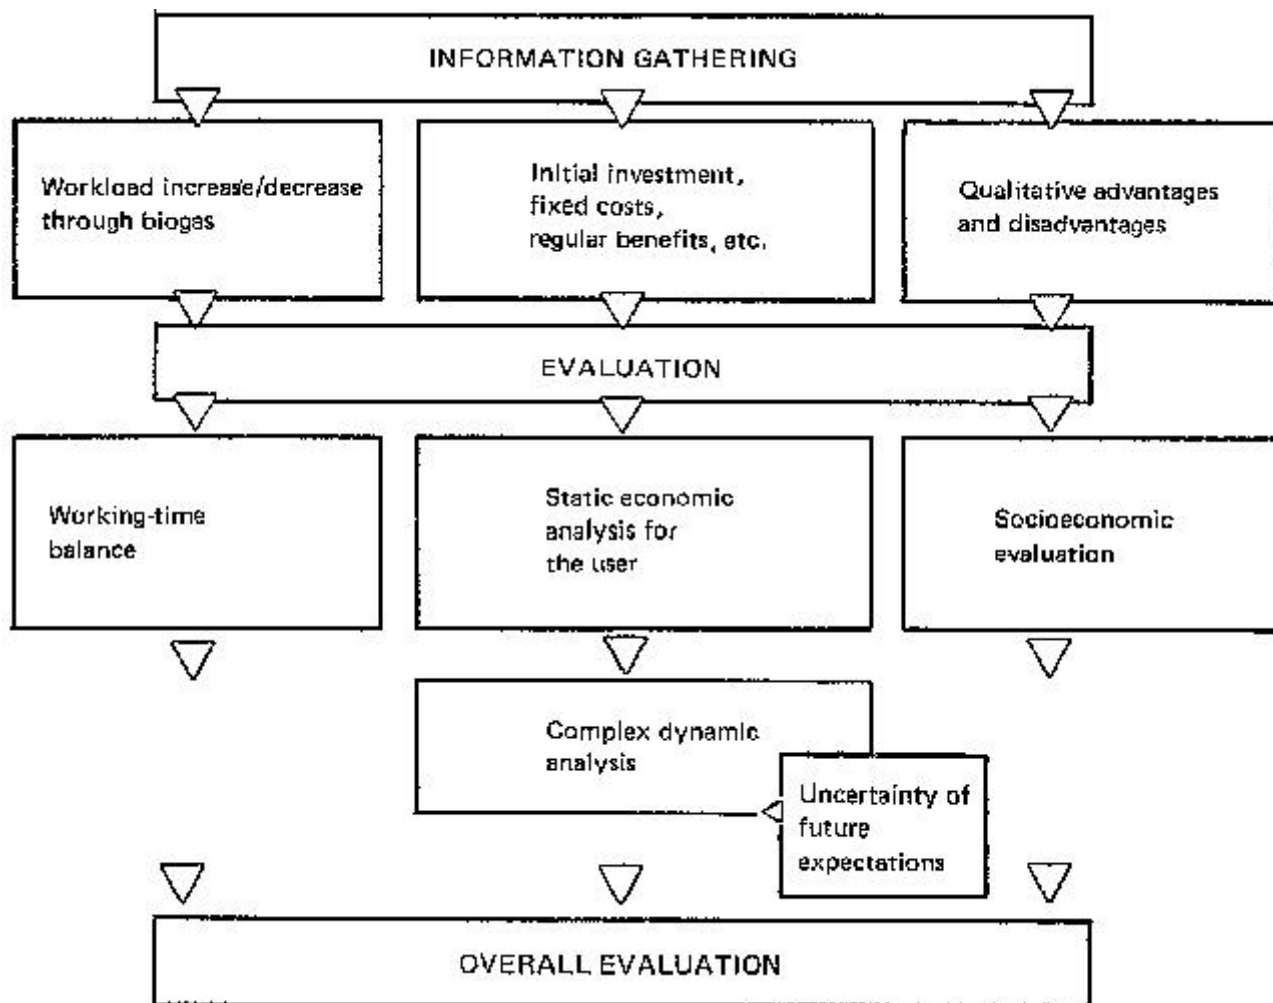 INFORMATION GATHERING
Workload increase/decrease
through biogas
Initial investment,
fixed costs,
regular benefits, etc.
Qualitative advantages
and disadvantages
EVALUATION
Working-time
balance
Static economic
analysis for
the user
Socioeconomic
evaluation
Complex dynamic
analysis
Uncertainty of
future
expectations
OVERALL EVALUATION